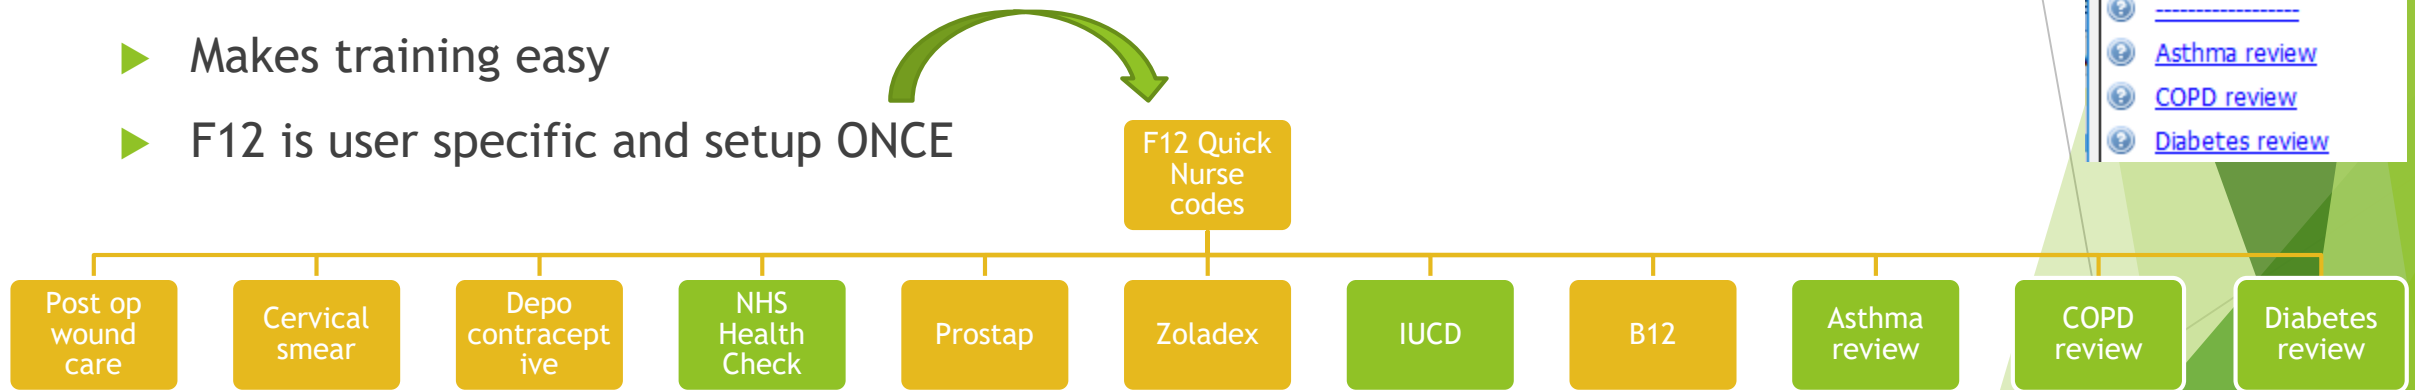 Makes training easy
F12 is user specific and setup ONCE
------------------
Asthma review
COPD review
Diabetes review
F12 Quick
Nurse
codes
Post op
wound
care
Cervical
smear
Depo
contracept
ive
NHS
Health
Check
Prostap
Zoladex
IUCD
B12
Asthma
review
COPD
review
Diabetes
review